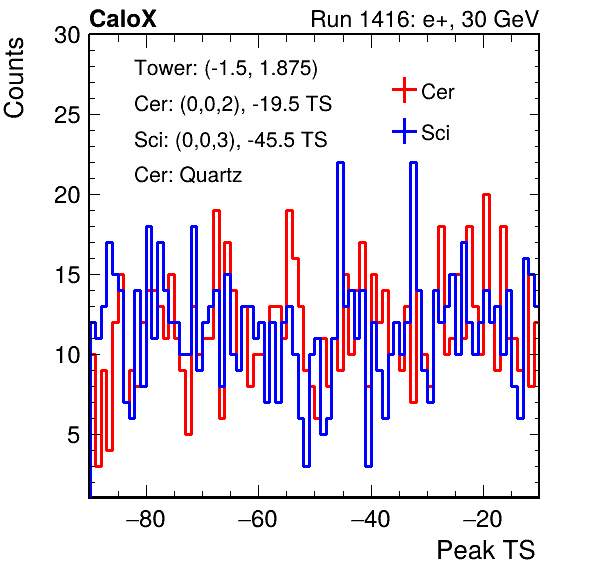 CaloX Run 1416: e+, 30 GeV
Counts
30
25
20
15
10
5
Tower: (-1.5, 1.875)
Cer: (0,0,2), -19.5 TS
Sci: (0,0,3), -45.5 TS
Cer: Quartz
Cer
Sci
−80 −60 −40 −20
Peak TS